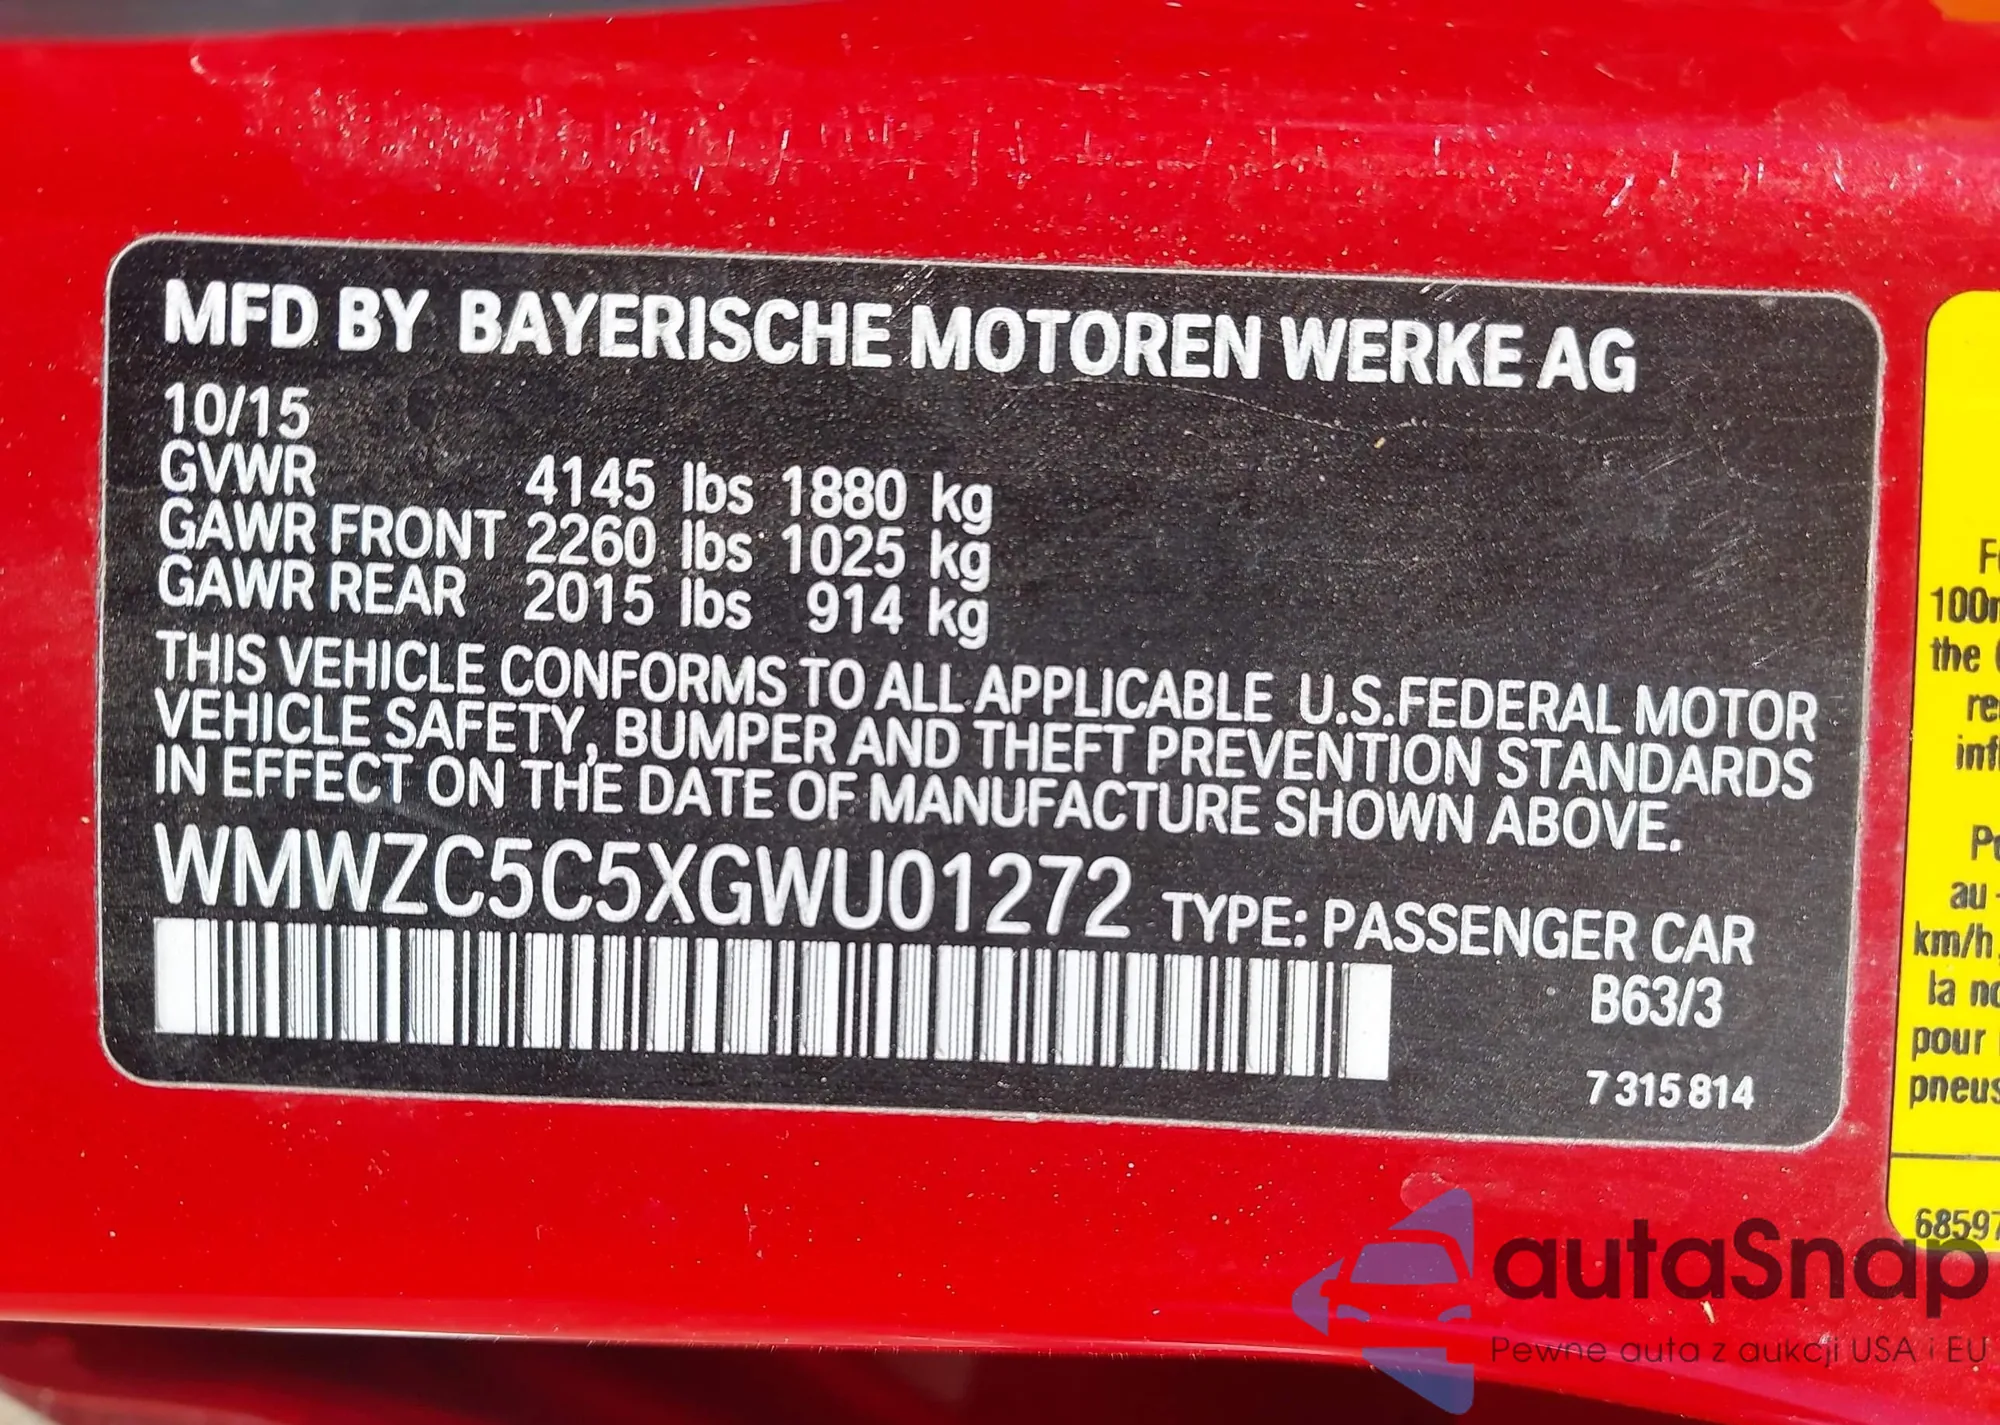 MFD BY BAYERISCHE MOTOREN WERKE AG
10/15
GVWR 4145 lbs 1880 kg
GAWR FRONT 2260 lbs 1025 kg
GAWR REAR 2015 lbs 914 kg
THIS VEHICLE CONFORMS TO ALL APPLICABLE U.S.FEDERAL MOTOR
VEHICLE SAFETY, BUMPER AND THEFT PREVENTION STANDARDS
IN EFFECT ON THE DATE OF MANUFACTURE SHOWN ABOVE.
WMWZC5C5XGWU01272 TYPE: PASSENGER CAR
B63/3
7 315 814
100
the
inf
au -
km/h,
la
pour
pneus
68597
autaSnap
Pewne auta z aukcji USA i EU